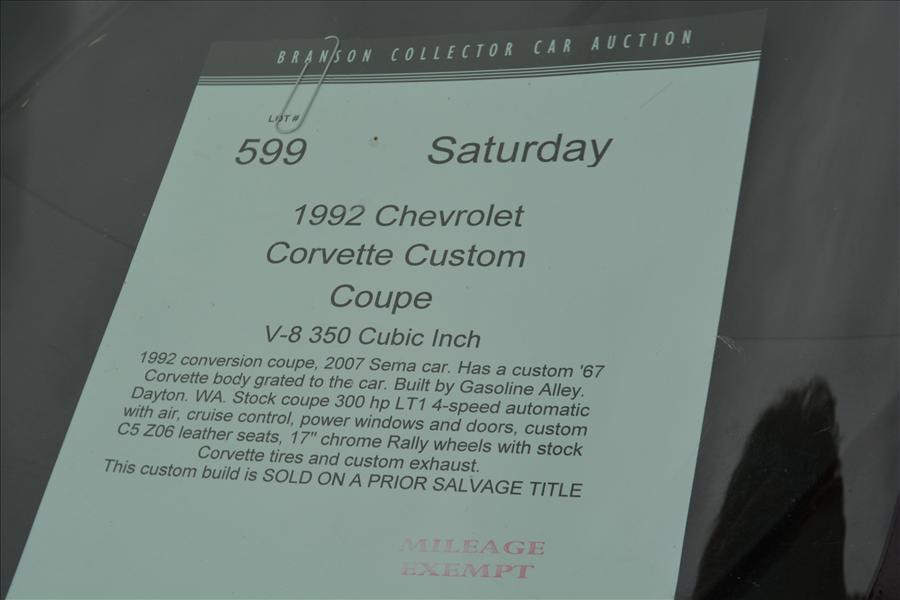 BRANSON COLLECTOR CAR AUCTION
LOT#
599 Saturday
1992 Chevrolet
Corvette Custom
Coupe
V-8 350 Cubic Inch
1992 conversion coupe, 2007 Sema car. Has a custom '67
Corvette body grated to the car. Built by Gasoline Alley.
Dayton. WA. Stock coupe 300 hp LT1 4-speed automatic
with air, cruise control, power windows and doors, custom
C5 Z06 leather seats, 17" chrome Rally wheels with stock
Corvette tires and custom exhaust.
This custom build is SOLD ON A PRIOR SALVAGE TITLE
MILEAGE
EXEMPT